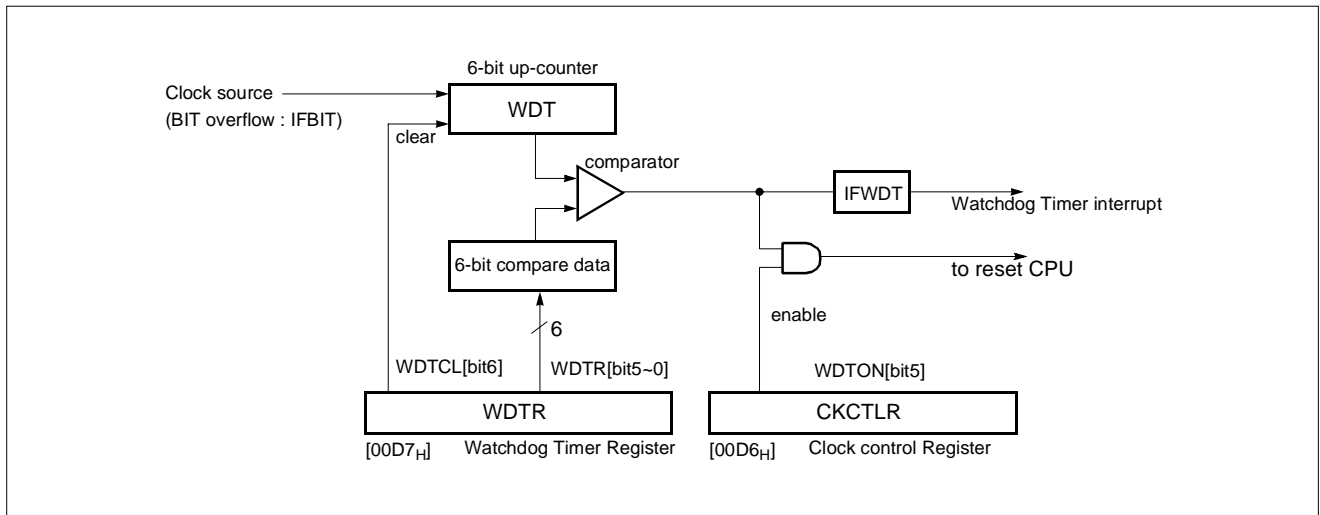 6-bit up-counter
Clock source
(BIT overflow : IFBIT)
WDT
clear
comparator
IFWDT
Watchdog Timer interrupt
6-bit compare data
to reset CPU
enable
6
WDTCL[bit6]
WDTR[bit5~0]
WDTON[bit5]
WDTR
CKCTLR
[00D7H]
Watchdog Timer Register
[00D6H]
Clock control Register